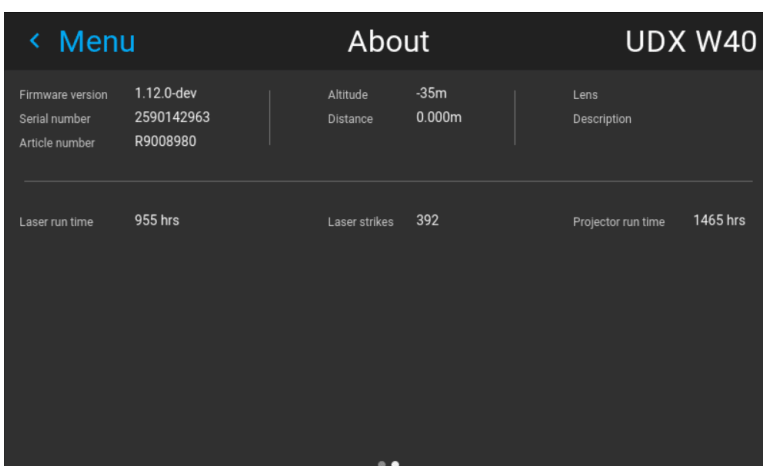 Menu About UDX W40
Firmware version 1.12.0-dev Altitude -35m Lens
Serial number 2590142963 Distance 0.000m Description
Article number R9008980
Laser run time 955 hrs Laser strikes 392 Projector run time 1465 hrs